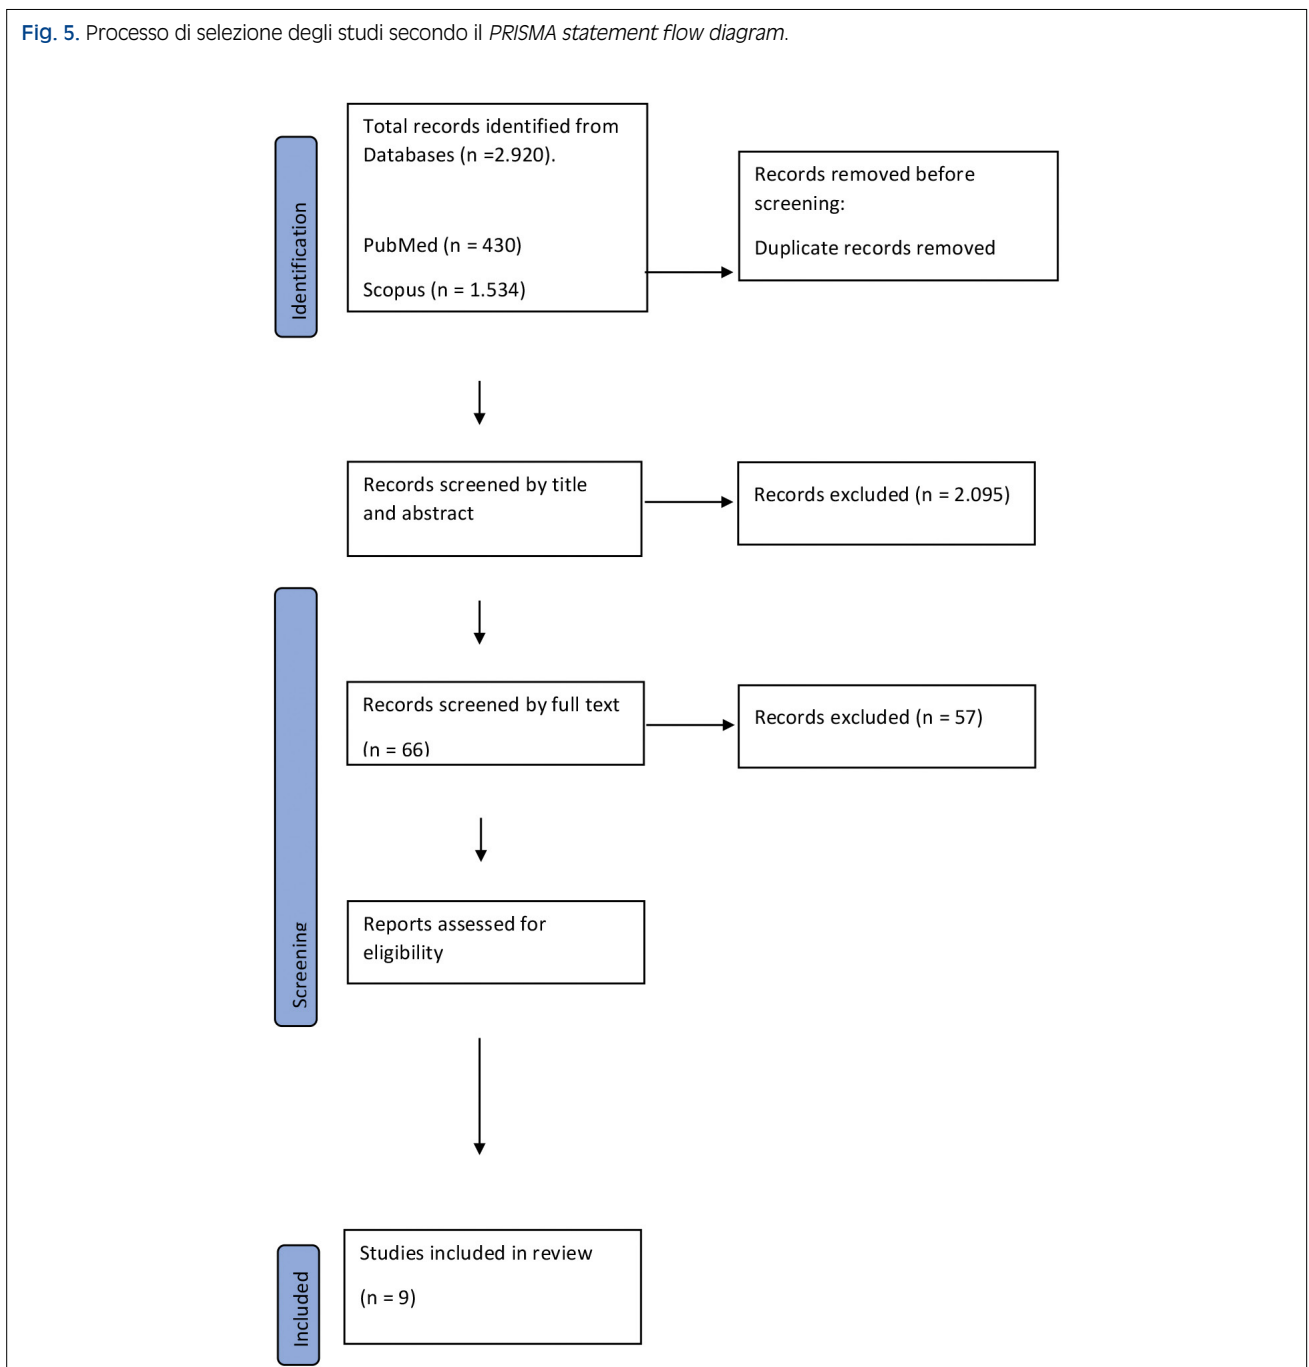 Fig. 5. Processo di selezione degli studi secondo il PRISMA statement flow diagram.
Identification
Total records identified from
Databases (n =2.920).
PubMed (n = 430)
Scopus (n = 1.534)
Records removed before
screening:
Duplicate records removed
Records screened by title
and abstract
Records excluded (n = 2.095)
Screening
Records screened by full text
(n = 66)
Records excluded (n = 57)
Reports assessed for
eligibility
Included
Studies included in review
(n = 9)